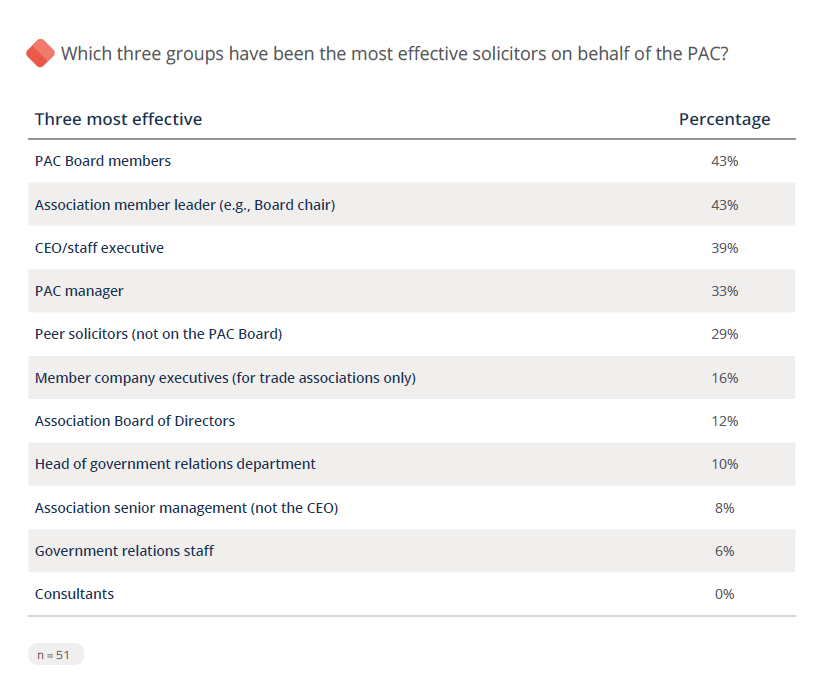 Which three groups have been the most effective solicitors on behalf of the PAC?
Three most effective Percentage
PAC Board members 43%
Association member leader (e.g., Board chair) 43%
CEO/staff executive 39%
PAC manager 33%
Peer solicitors (not on the PAC Board) 29%
Member company executives (for trade associations only) 16%
Association Board of Directors 12%
Head of government relations department 10%
Association senior management (not the CEO) 8%
Government relations staff 6%
Consultants 0%
n = 51